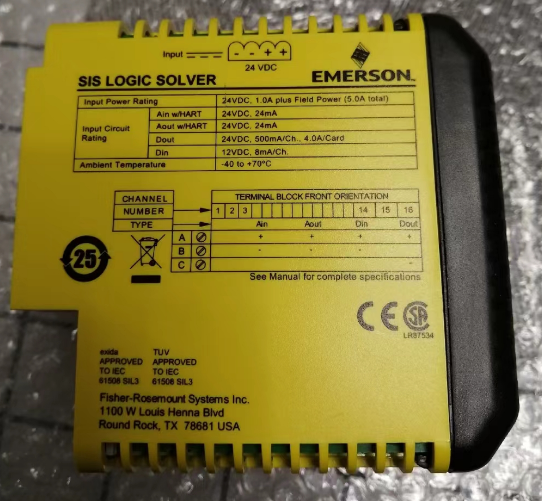 Input - - + +
24 VDC
SIS LOGIC SOLVER
EMERSON™
Input Power Rating 24VDC, 1.0A plus Field Power (5.0A total)
Input Circuit Rating
Ain w/HART 24VDC, 24mA
Aout w/HART 24VDC, 24mA
Dout 24VDC, 500mA/Ch., 4.0A/Card
Din 12VDC, 8mA/Ch.
Ambient Temperature -40 to +70°C
CHANNEL NUMBER TERMINAL BLOCK FRONT ORIENTATION
1 2 3 14 15 16
TYPE Ain Aout Din Dout
A + + + +
B - - -
C -
25
See Manual for complete specifications
CE SA
LR87534
exida TUV
APPROVED APPROVED
TO IEC TO IEC
61508 SIL3 61508 SIL3
Fisher-Rosemount Systems Inc.
1100 W Louis Henna Blvd
Round Rock, TX 78681 USA